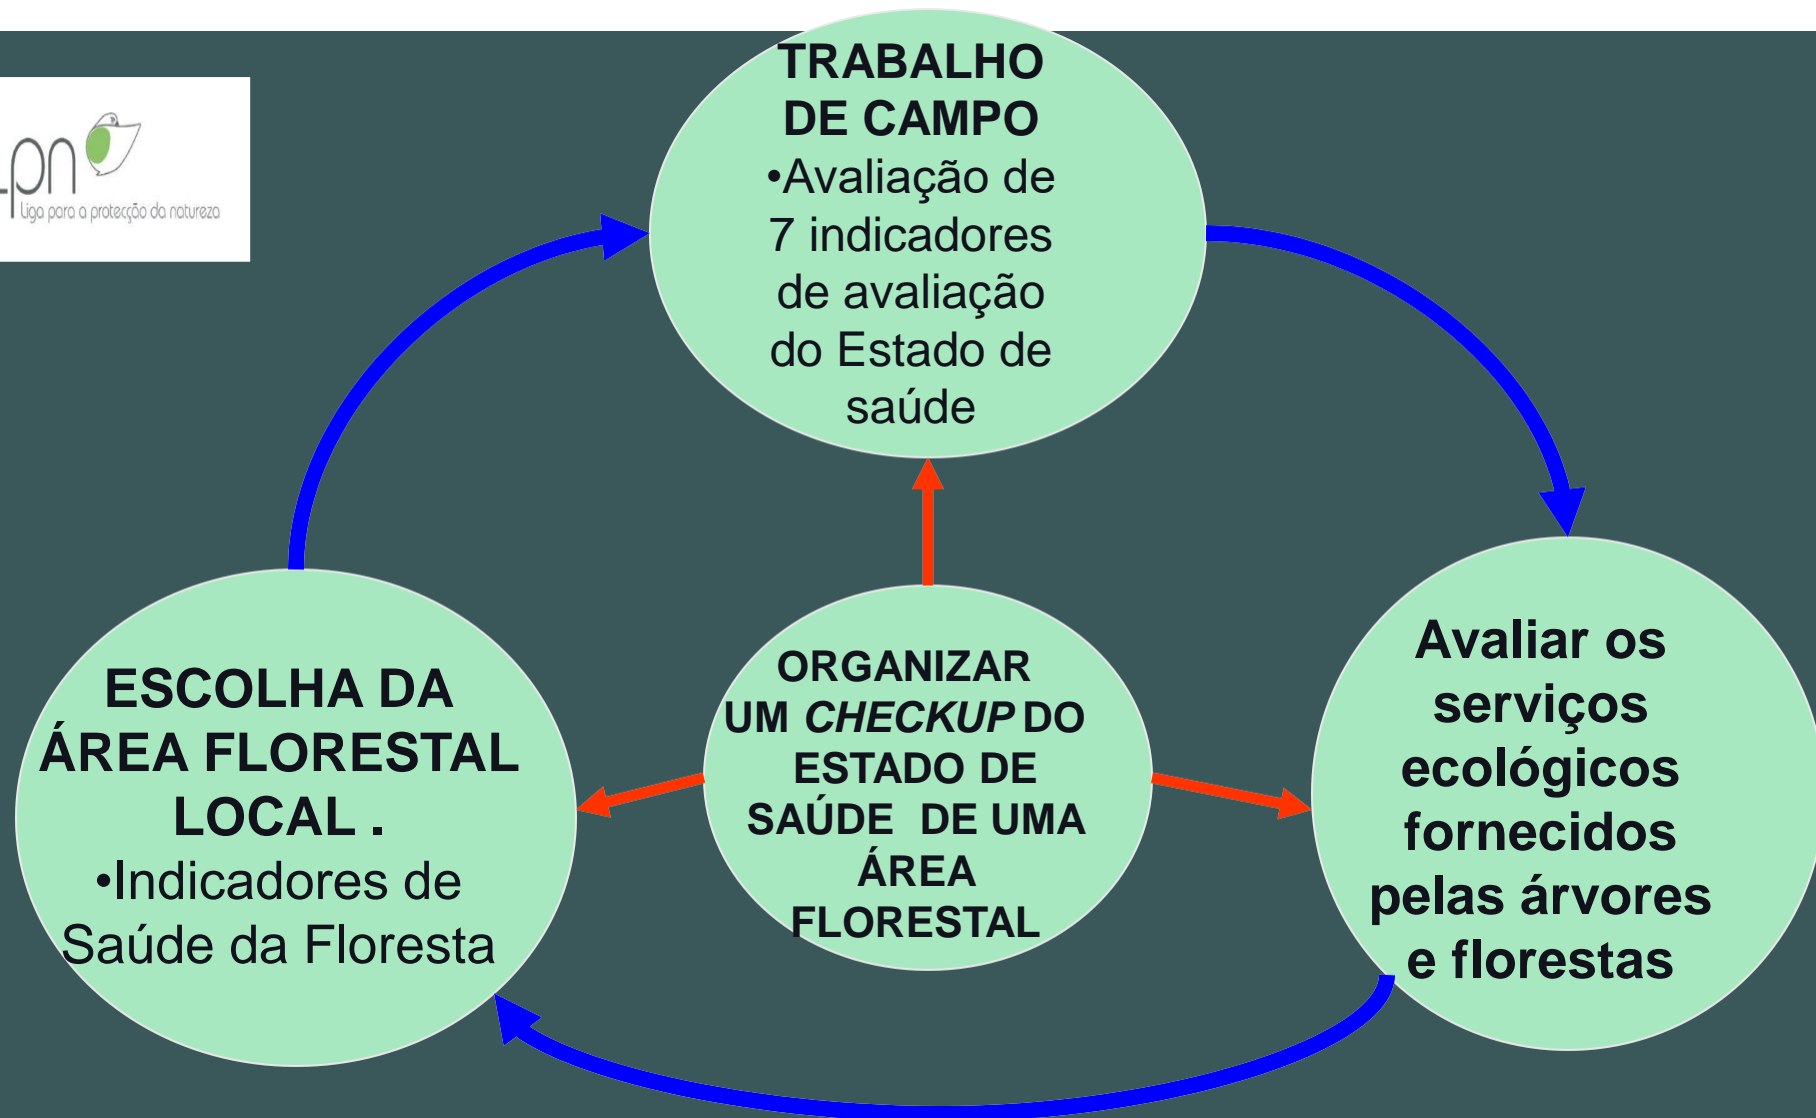 TRABALHO
DE CAMPO
•Avaliação de
7 indicadores
de avaliação
do Estado de
saúde
Lpn
Liga para a protecção da natureza
ESCOLHA DA
ÁREA FLORESTAL
LOCAL .
•Indicadores de
Saúde da Floresta
ORGANIZAR
UM CHECKUP DO
ESTADO DE
SAÚDE DE UMA
ÁREA
FLORESTAL
Avaliar os
serviços
ecológicos
fornecidos
pelas árvores
e florestas